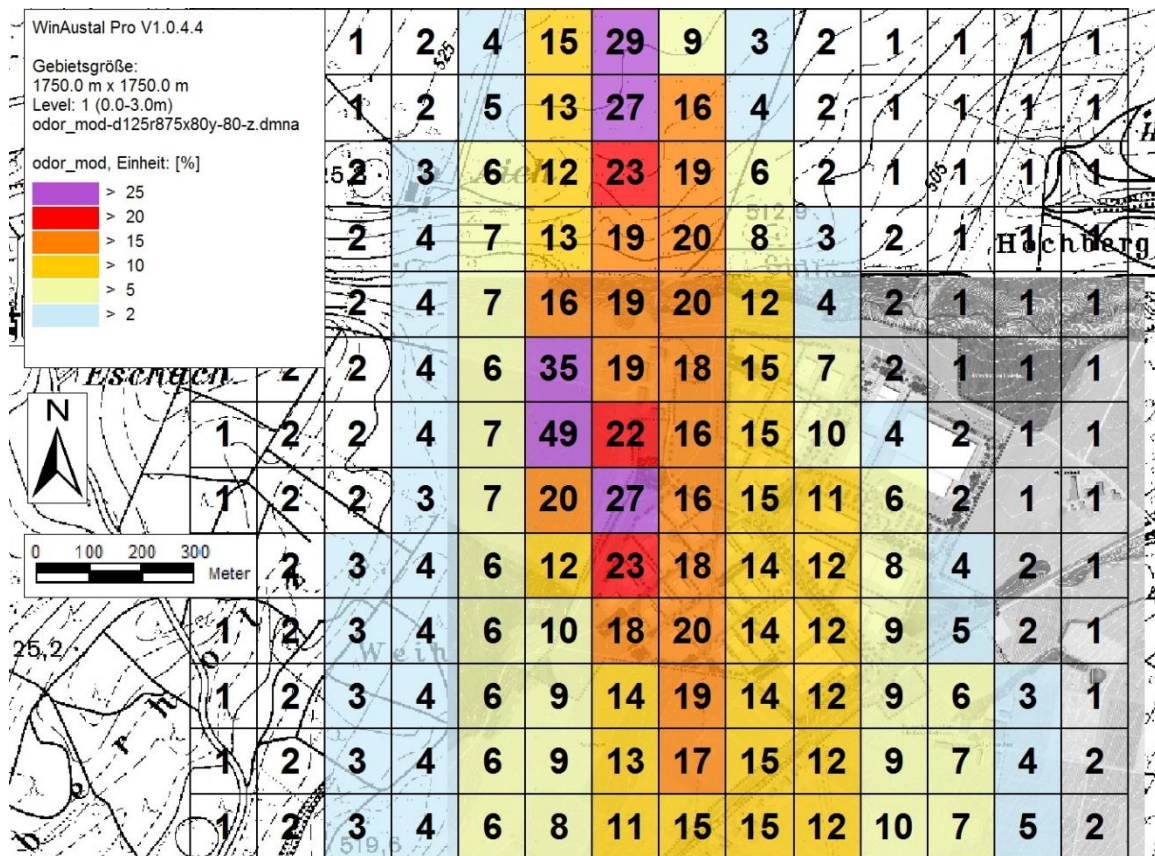 WinAustal Pro V1.0.4.4
Gebietsgröße:
1750.0 m x 1750.0 m
Level: 1 (0.0-3.0m)
odor_mod-d125r875x80y-80-z.dmna
odor_mod, Einheit: [%]
> 25
> 20
> 15
> 10
> 5
> 2
1 2 4 15 29 9 3 2 1 1 1 1
525
1 2 5 13 27 16 4 2 1 1 1 1
2 3 6 12 23 19 6 2 1 1 1 1
505
512,9
2 4 7 13 19 20 8 3 2 1 1 1
Hochberg
2 4 7 16 19 20 12 4 2 1 1 1
2 2 4 6 35 19 18 15 7 2 1 1 1
Eschach
N
1 2 2 4 7 49 22 16 15 10 4 2 1 1
1 2 2 3 7 20 27 16 15 11 6 2 1 1
0 100 200 300 Meter
2 3 4 6 12 23 18 14 12 8 4 2 1
1 2 3 4 6 10 18 20 14 12 9 5 2 1
25,2
Weih
1 2 3 4 6 9 14 19 14 12 9 6 3 1
1 2 3 4 6 9 13 17 15 12 9 7 4 2
1 2 3 4 6 8 11 15 15 12 10 7 5 2
519,6